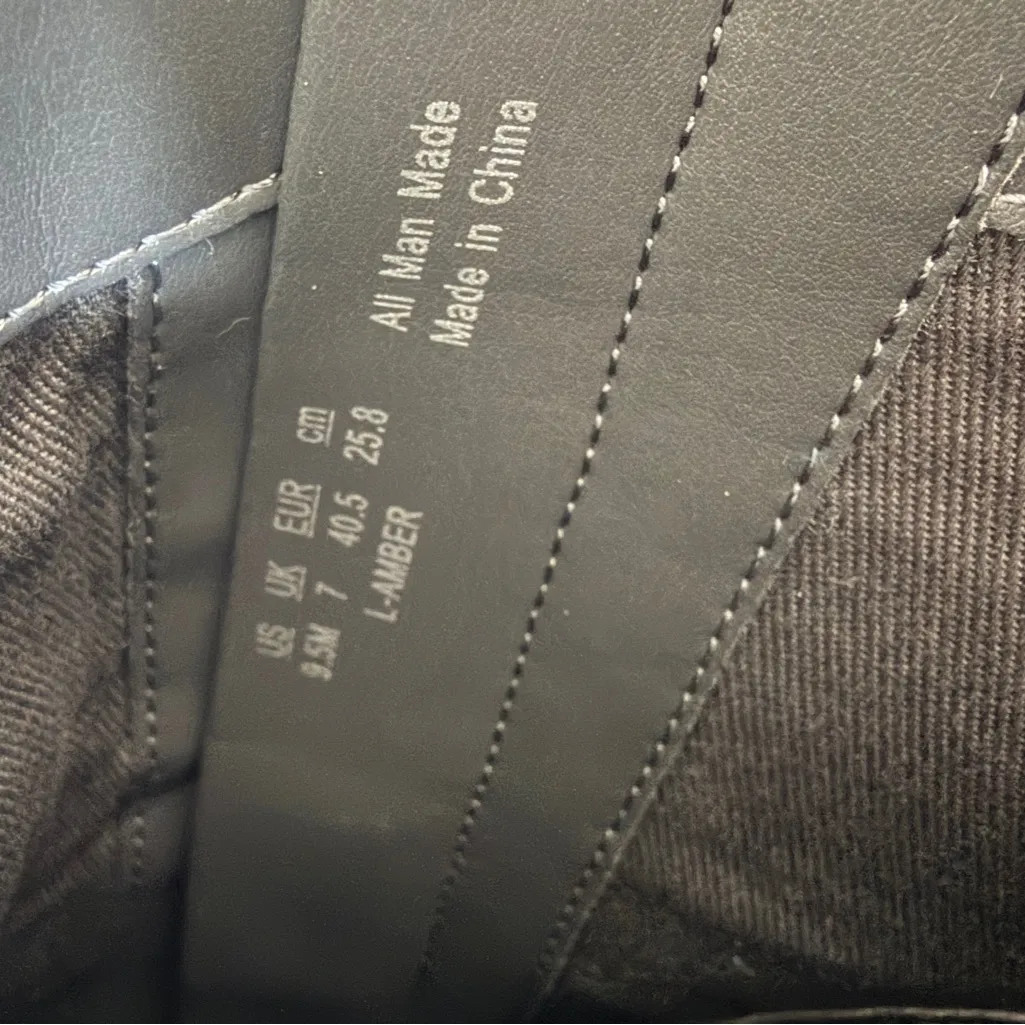 US UK EUR cm
9.5M 7 40.5 25.8
L-AMBER
All Man Made
Made in China